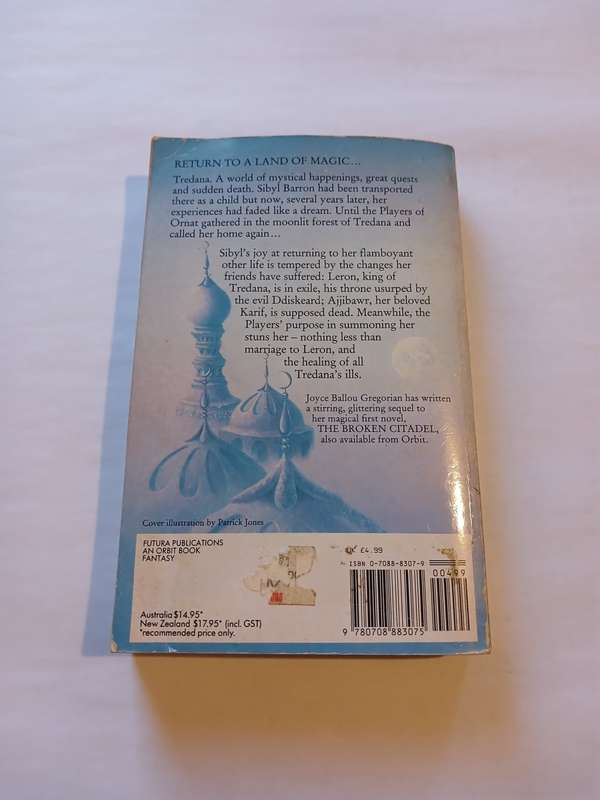 RETURN TO A LAND OF MAGIC...
Tredana. A world of mystical happenings, great quests
and sudden death. Sibyl Barron had been transported
there as a child but now, several years later, her
experiences had faded like a dream. Until the Players of
Ornat gathered in the moonlit forest of Tredana and
called her home again...
Sibyl's joy at returning to her flamboyant
other life is tempered by the changes her
friends have suffered: Leron, king of
Tredana, is in exile, his throne usurped by
the evil Ddiskeard; Ajjibawr, her beloved
Karif, is supposed dead. Meanwhile, the
Players' purpose in summoning her
stuns her – nothing less than
marriage to Leron, and
the healing of all
Tredana's ills.
Joyce Ballou Gregorian has written
a stirring, glittering sequel to
her magical first novel,
THE BROKEN CITADEL,
also available from Orbit.
Cover illustration by Patrick Jones
FUTURA PUBLICATIONS
AN ORBIT BOOK
FANTASY
Australia $14.95*
New Zealand $17.95* (incl. GST)
*recommended price only.
UK £4.99
ISBN 0-7088-8307-9
00499
9 780708 883075